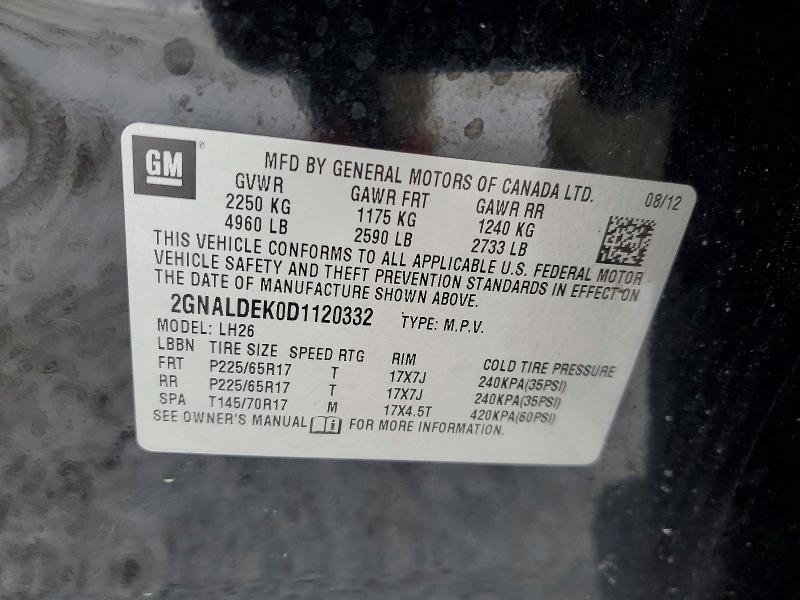 GM
MFD BY GENERAL MOTORS OF CANADA LTD. 08/12
GVWR GAWR FRT GAWR RR
2250 KG 1175 KG 1240 KG
4960 LB 2590 LB 2733 LB
THIS VEHICLE CONFORMS TO ALL APPLICABLE U.S. FEDERAL MOTOR
VEHICLE SAFETY AND THEFT PREVENTION STANDARDS IN EFFECT ON
THE DATE OF MANUFACTURE SHOWN ABOVE.
2GNALDEK0D1120332 TYPE: M.P.V.
MODEL: LH26
LBBN TIRE SIZE SPEED RTG RIM COLD TIRE PRESSURE
FRT P225/65R17 T 17X7J 240KPA(35PSI)
RR P225/65R17 T 17X7J 240KPA(35PSI)
SPA T145/70R17 M 17X4.5T 420KPA(60PSI)
SEE OWNER'S MANUAL FOR MORE INFORMATION.